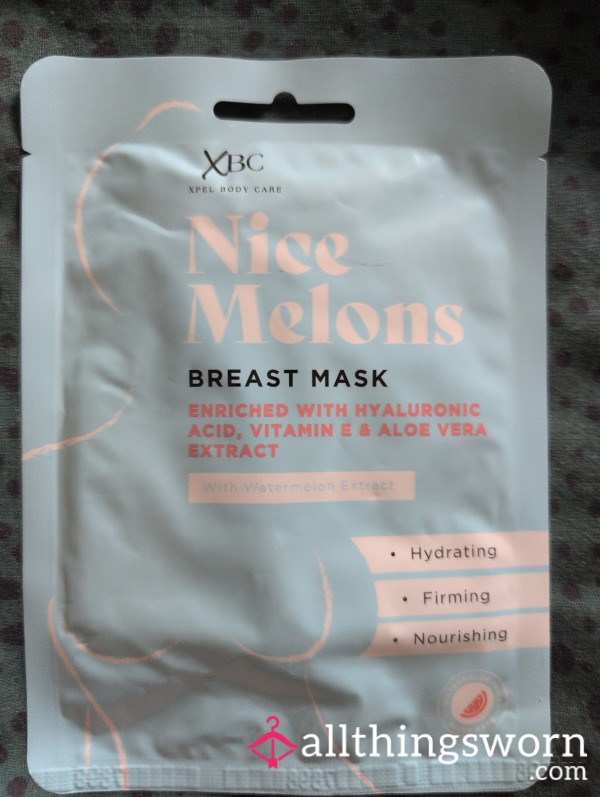 XBC
XPEL BODY CARE
Nice
Melons
BREAST MASK
ENRICHED WITH HYALURONIC
ACID, VITAMIN E & ALOE VERA
EXTRACT
With Watermelon Extract
• Hydrating
• Firming
• Nourishing
allthingsworn
.com